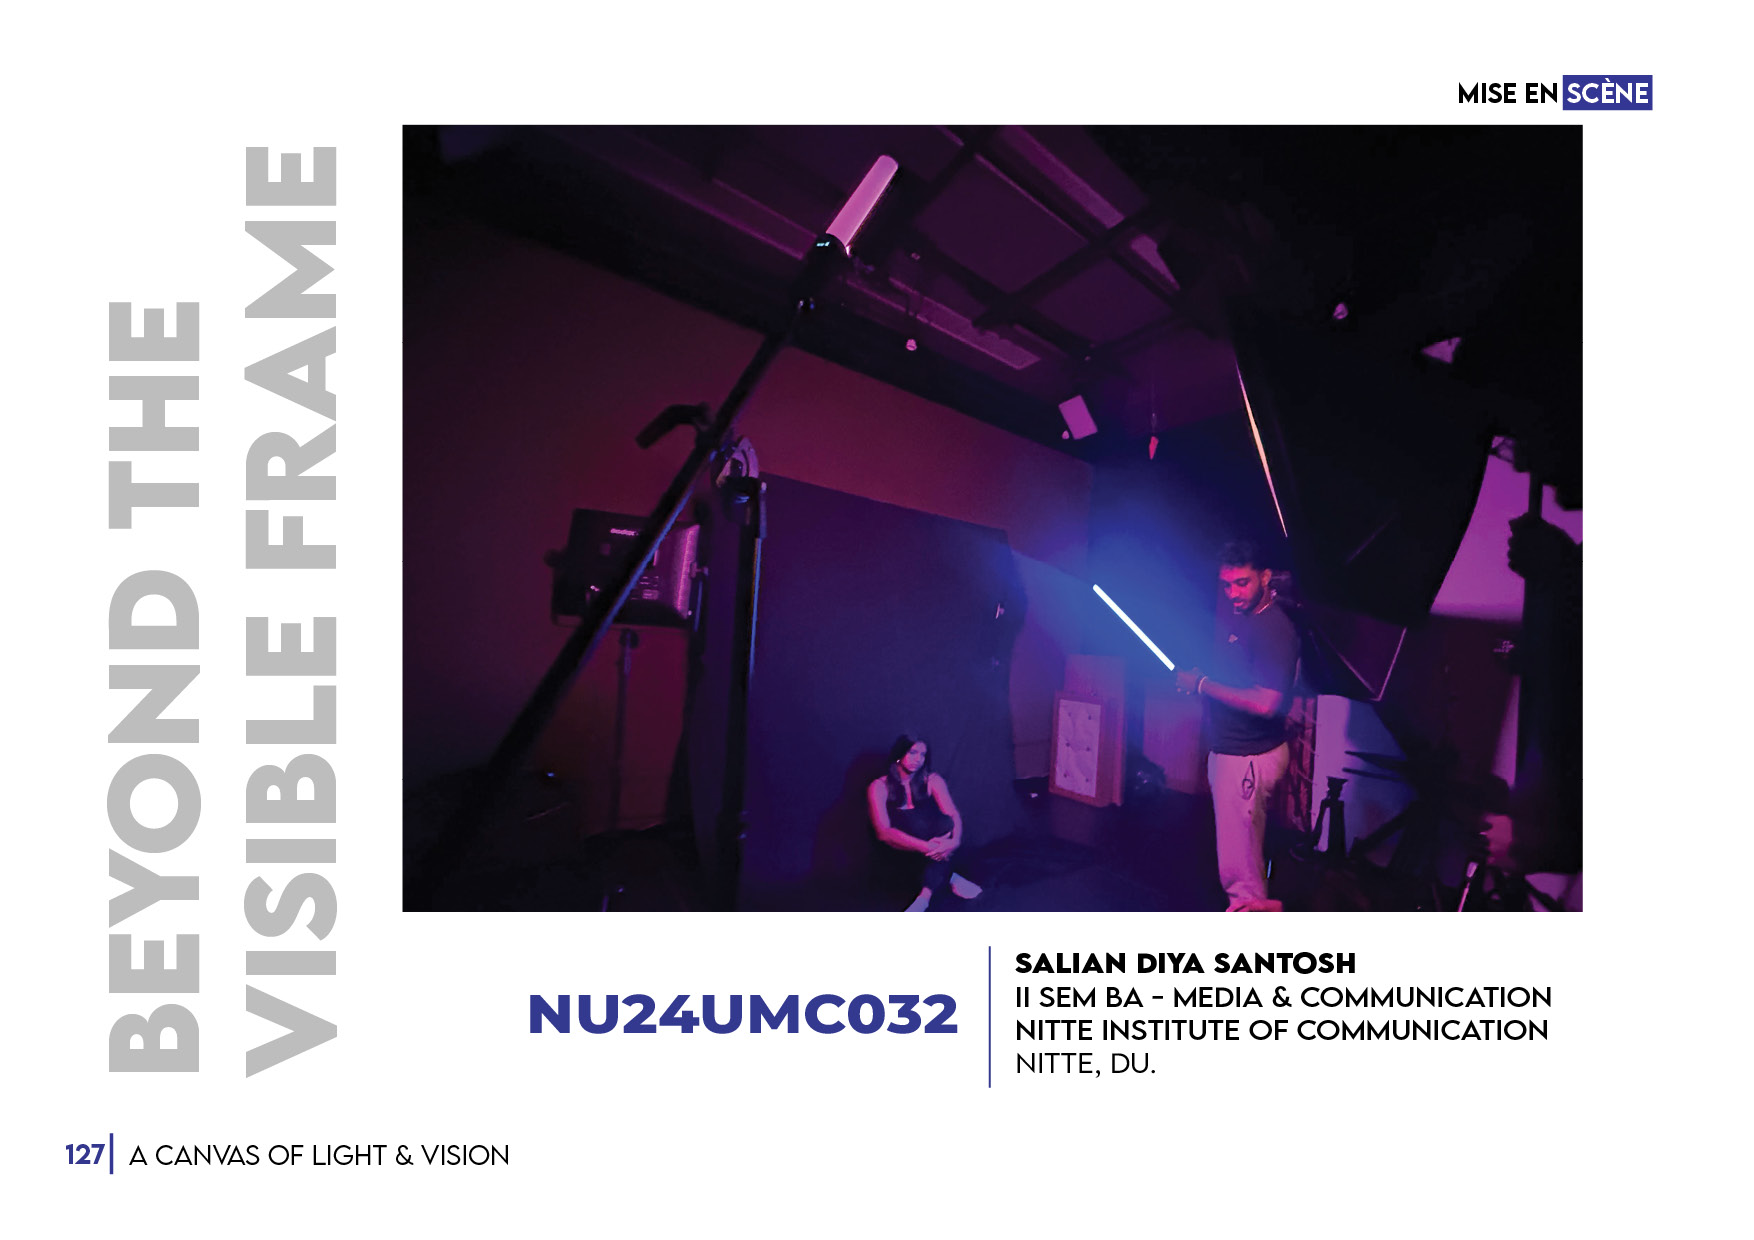 MISE EN SCÈNE
BEYOND THE
VISIBLE FRAME
NU24UMC032
SALIAN DIYA SANTOSH
II SEM BA - MEDIA & COMMUNICATION
NITTE INSTITUTE OF COMMUNICATION
NITTE, DU.
127 A CANVAS OF LIGHT & VISION